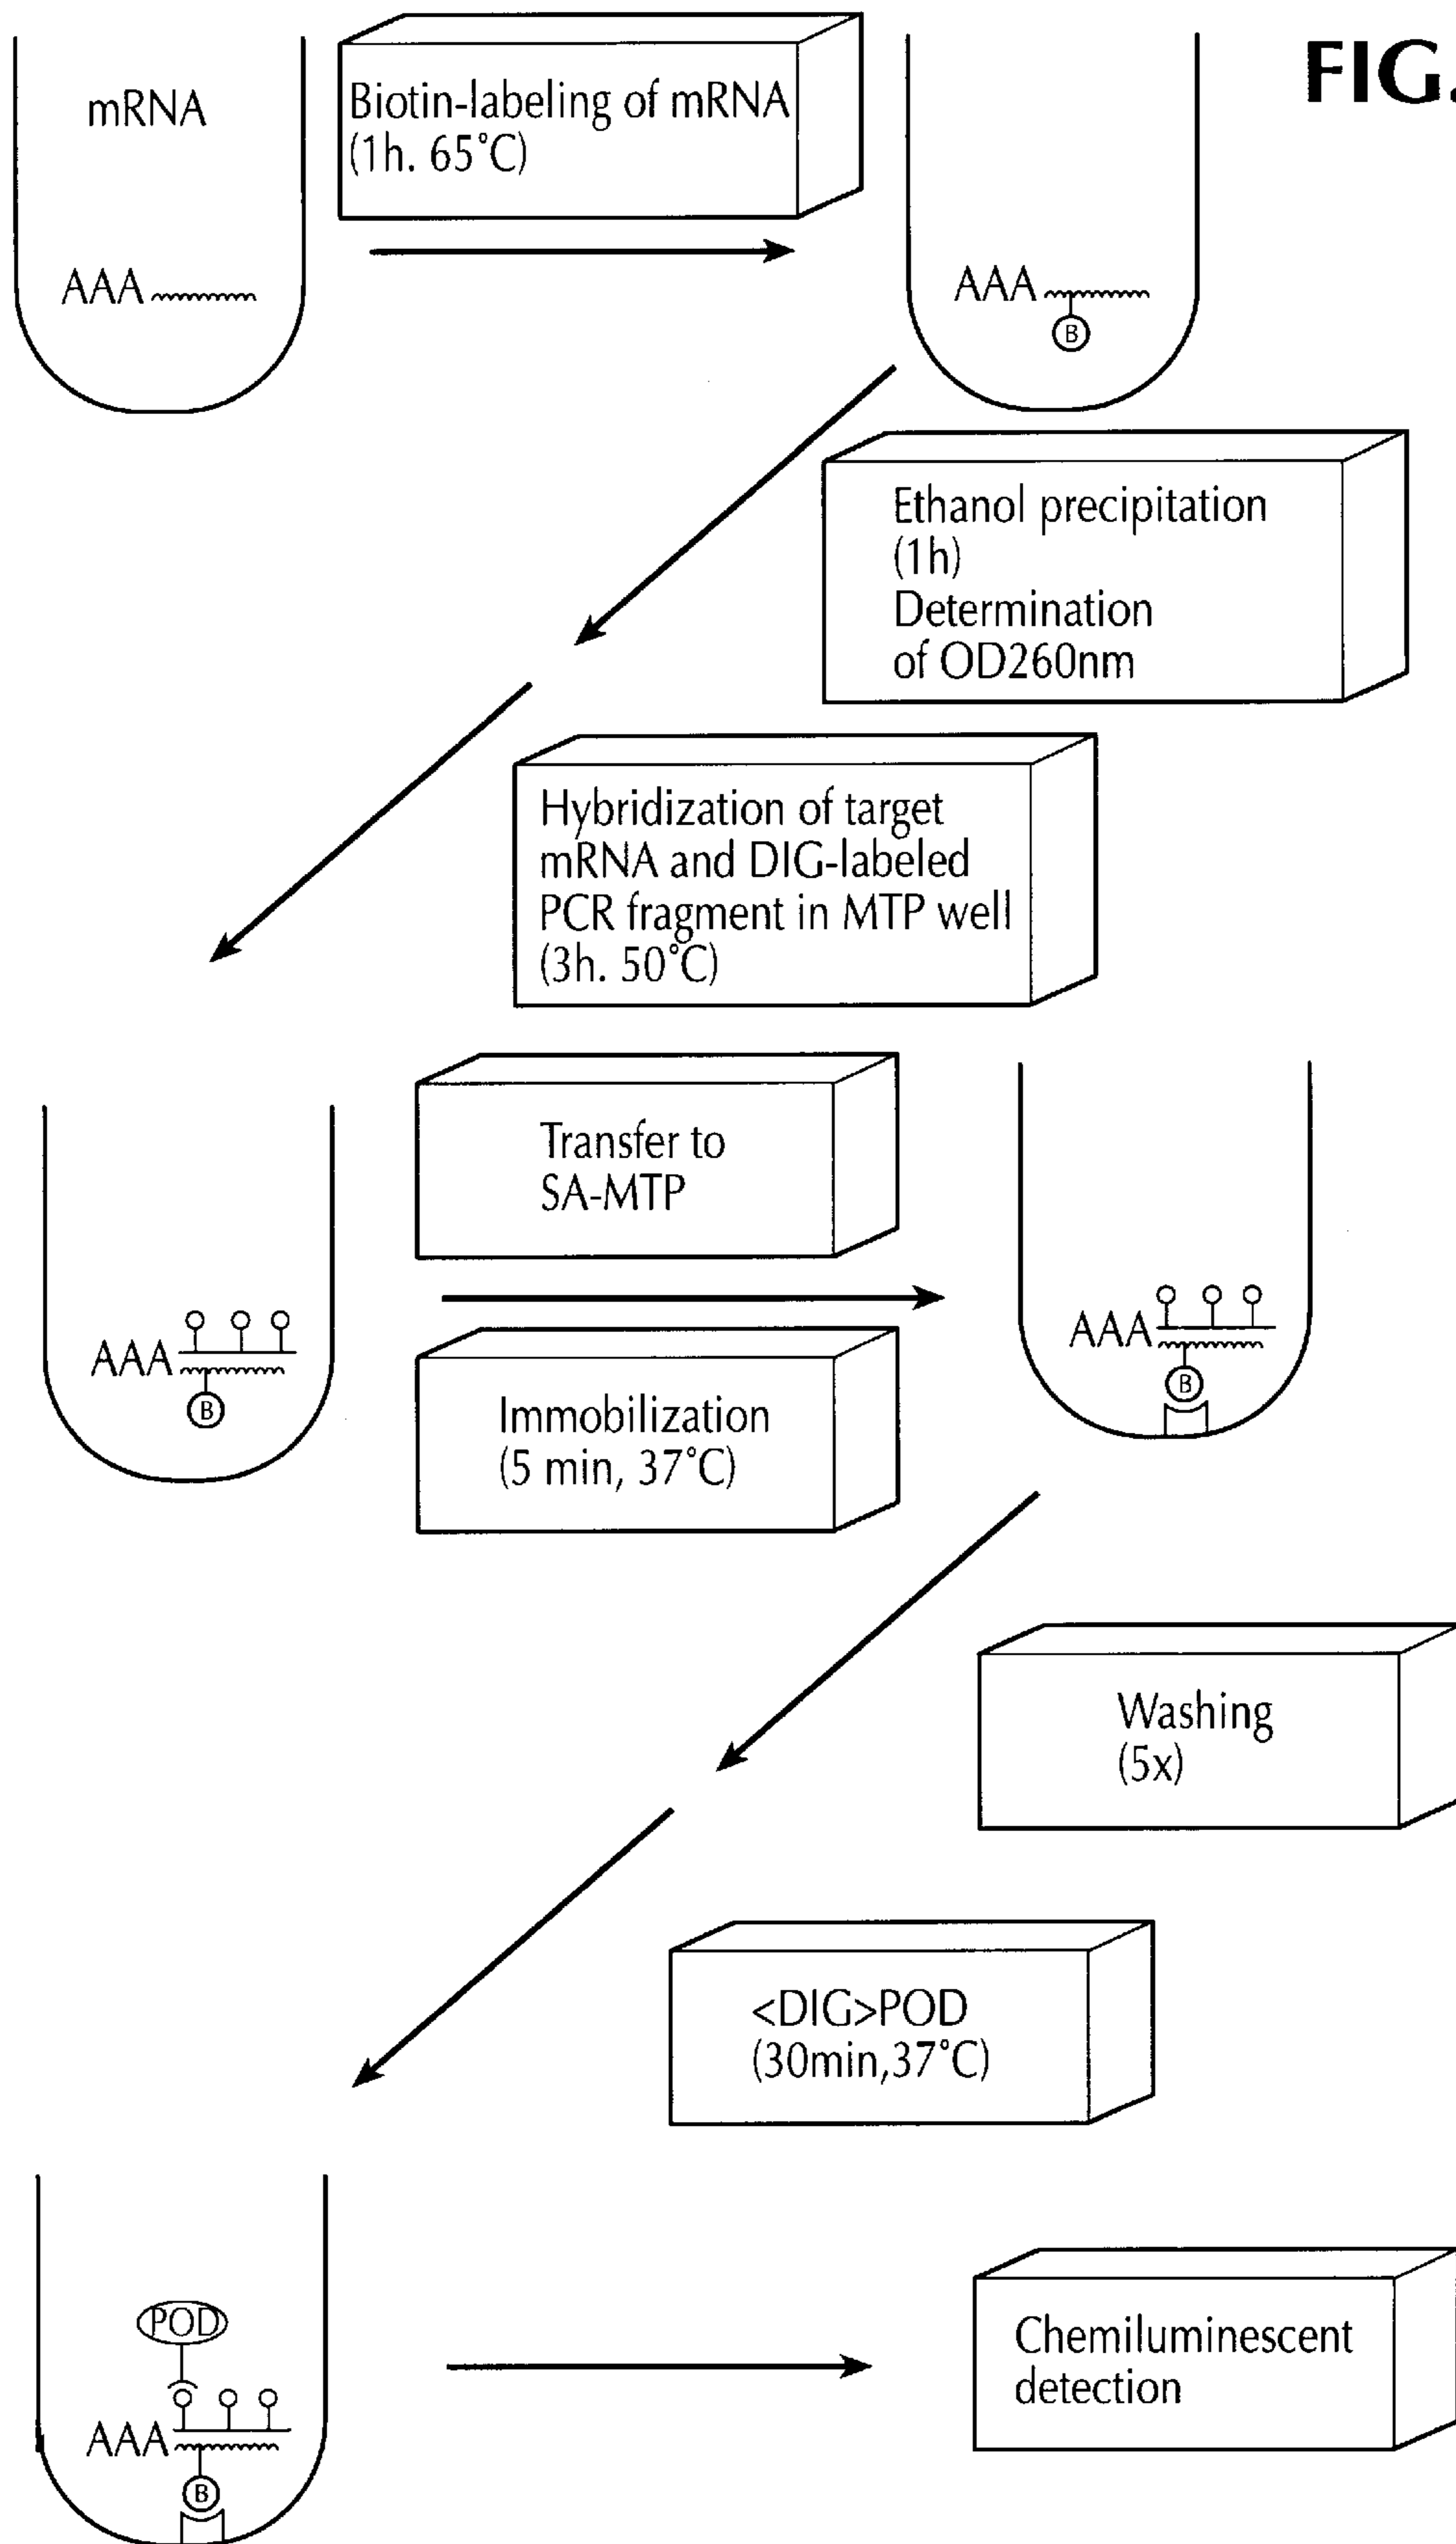 FIG.
mRNA
Biotin-labeling of mRNA
(1h. 65°C)
AAA
AAA
B
Ethanol precipitation
(1h)
Determination
of OD260nm
Hybridization of target
mRNA and DIG-labeled
PCR fragment in MTP well
(3h. 50°C)
Transfer to
SA-MTP
AAA
B
AAA
B
Immobilization
(5 min, 37°C)
Washing
(5x)
<DIG>POD
(30min,37°C)
POD
AAA
B
Chemiluminescent
detection